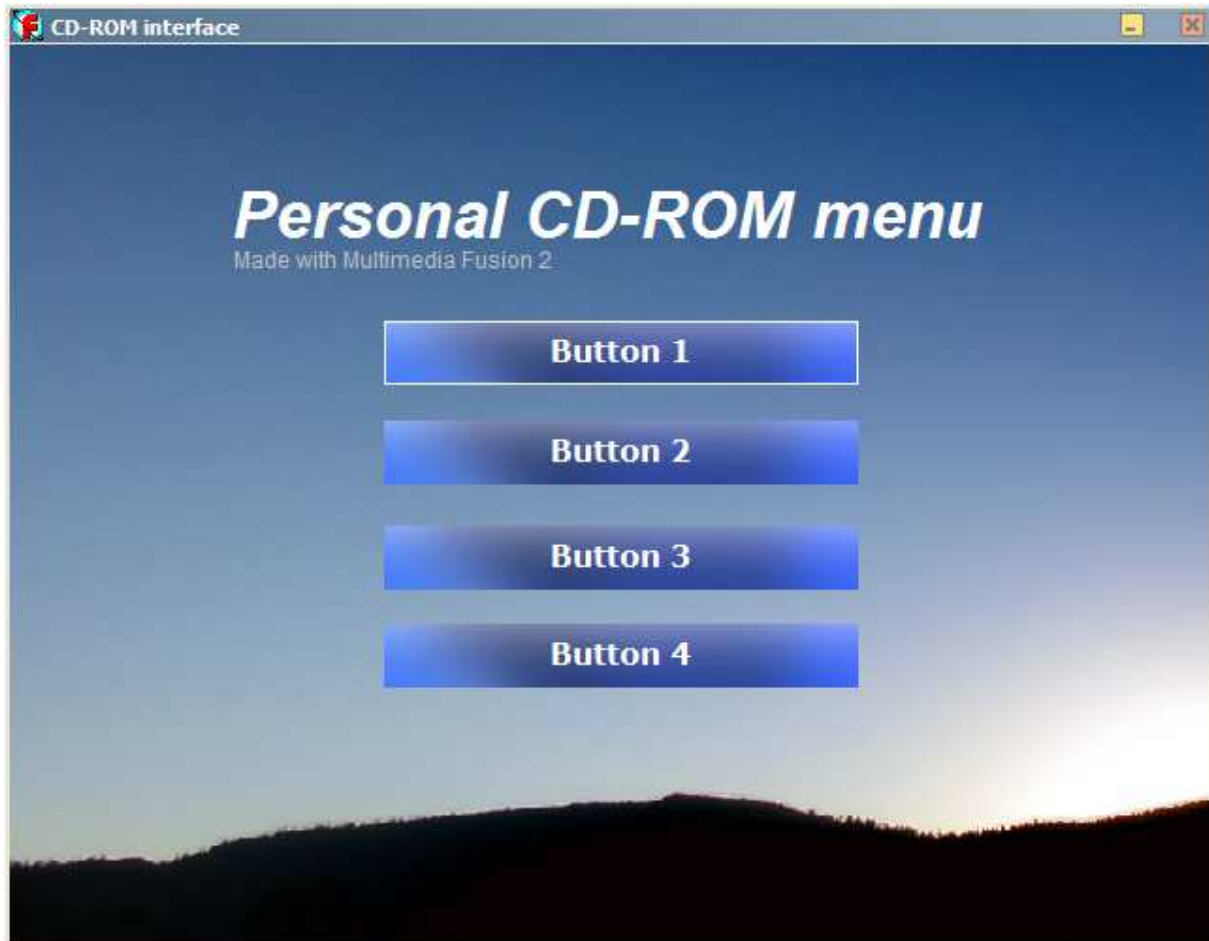 CD-ROM interface
Personal CD-ROM menu
Made with Multimedia Fusion 2
Button 1
Button 2
Button 3
Button 4